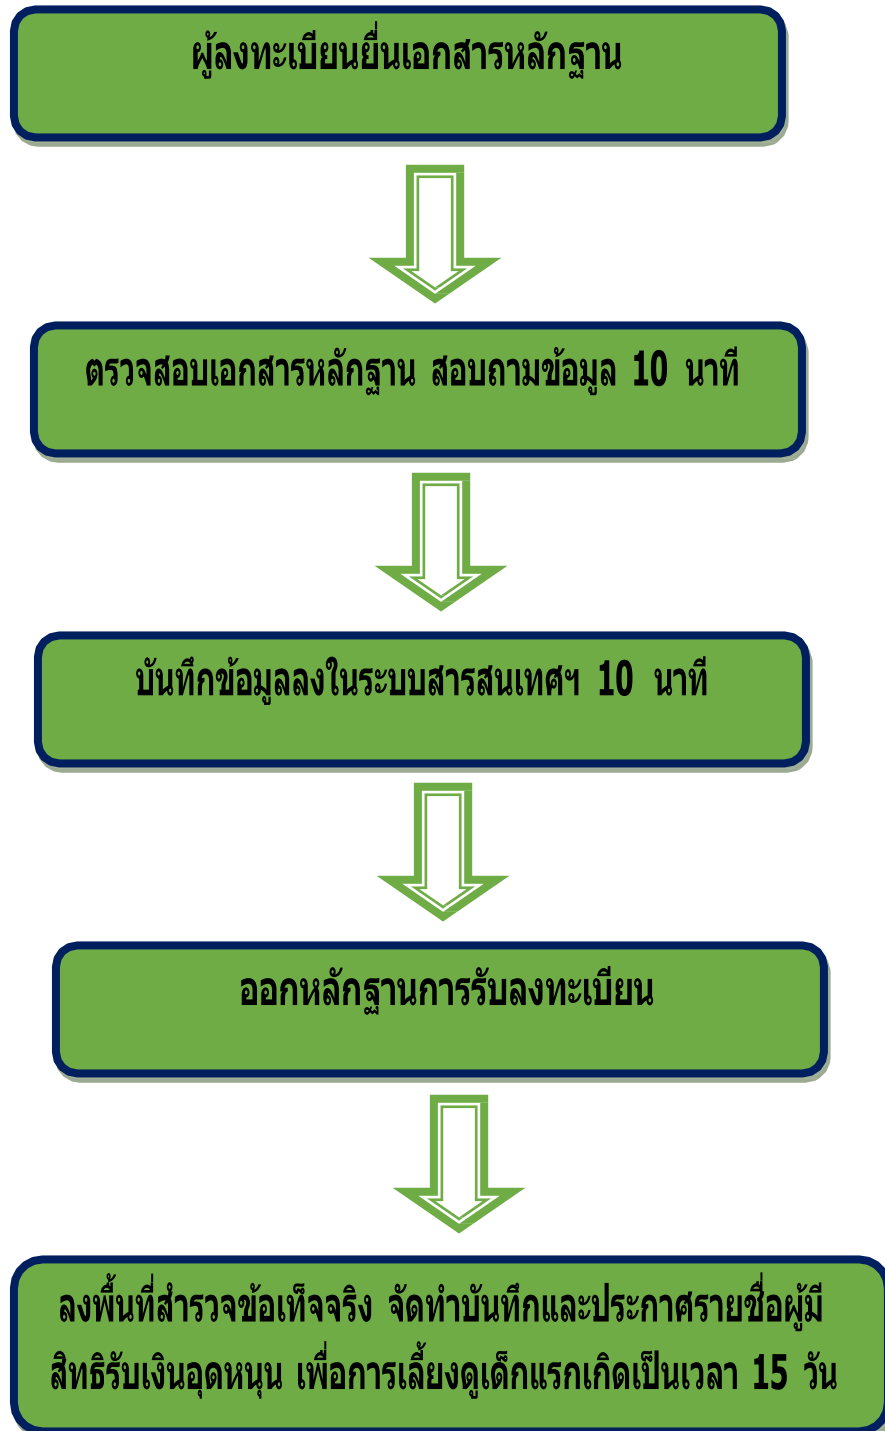 ผู้ลงทะเบียนยื่นเอกสารหลักฐาน
ตรวจสอบเอกสารหลักฐาน สอบถามข้อมูล 10 นาที
บันทึกข้อมูลลงในระบบสารสนเทศฯ 10 นาที
ออกหลักฐานการรับลงทะเบียน
ลงพื้นที่สำรวจข้อเท็จจริง จัดทำบันทึกและประกาศรายชื่อผู้มี
สิทธิรับเงินอุดหนุน เพื่อการเลี้ยงดูเด็กแรกเกิดเป็นเวลา 15 วัน